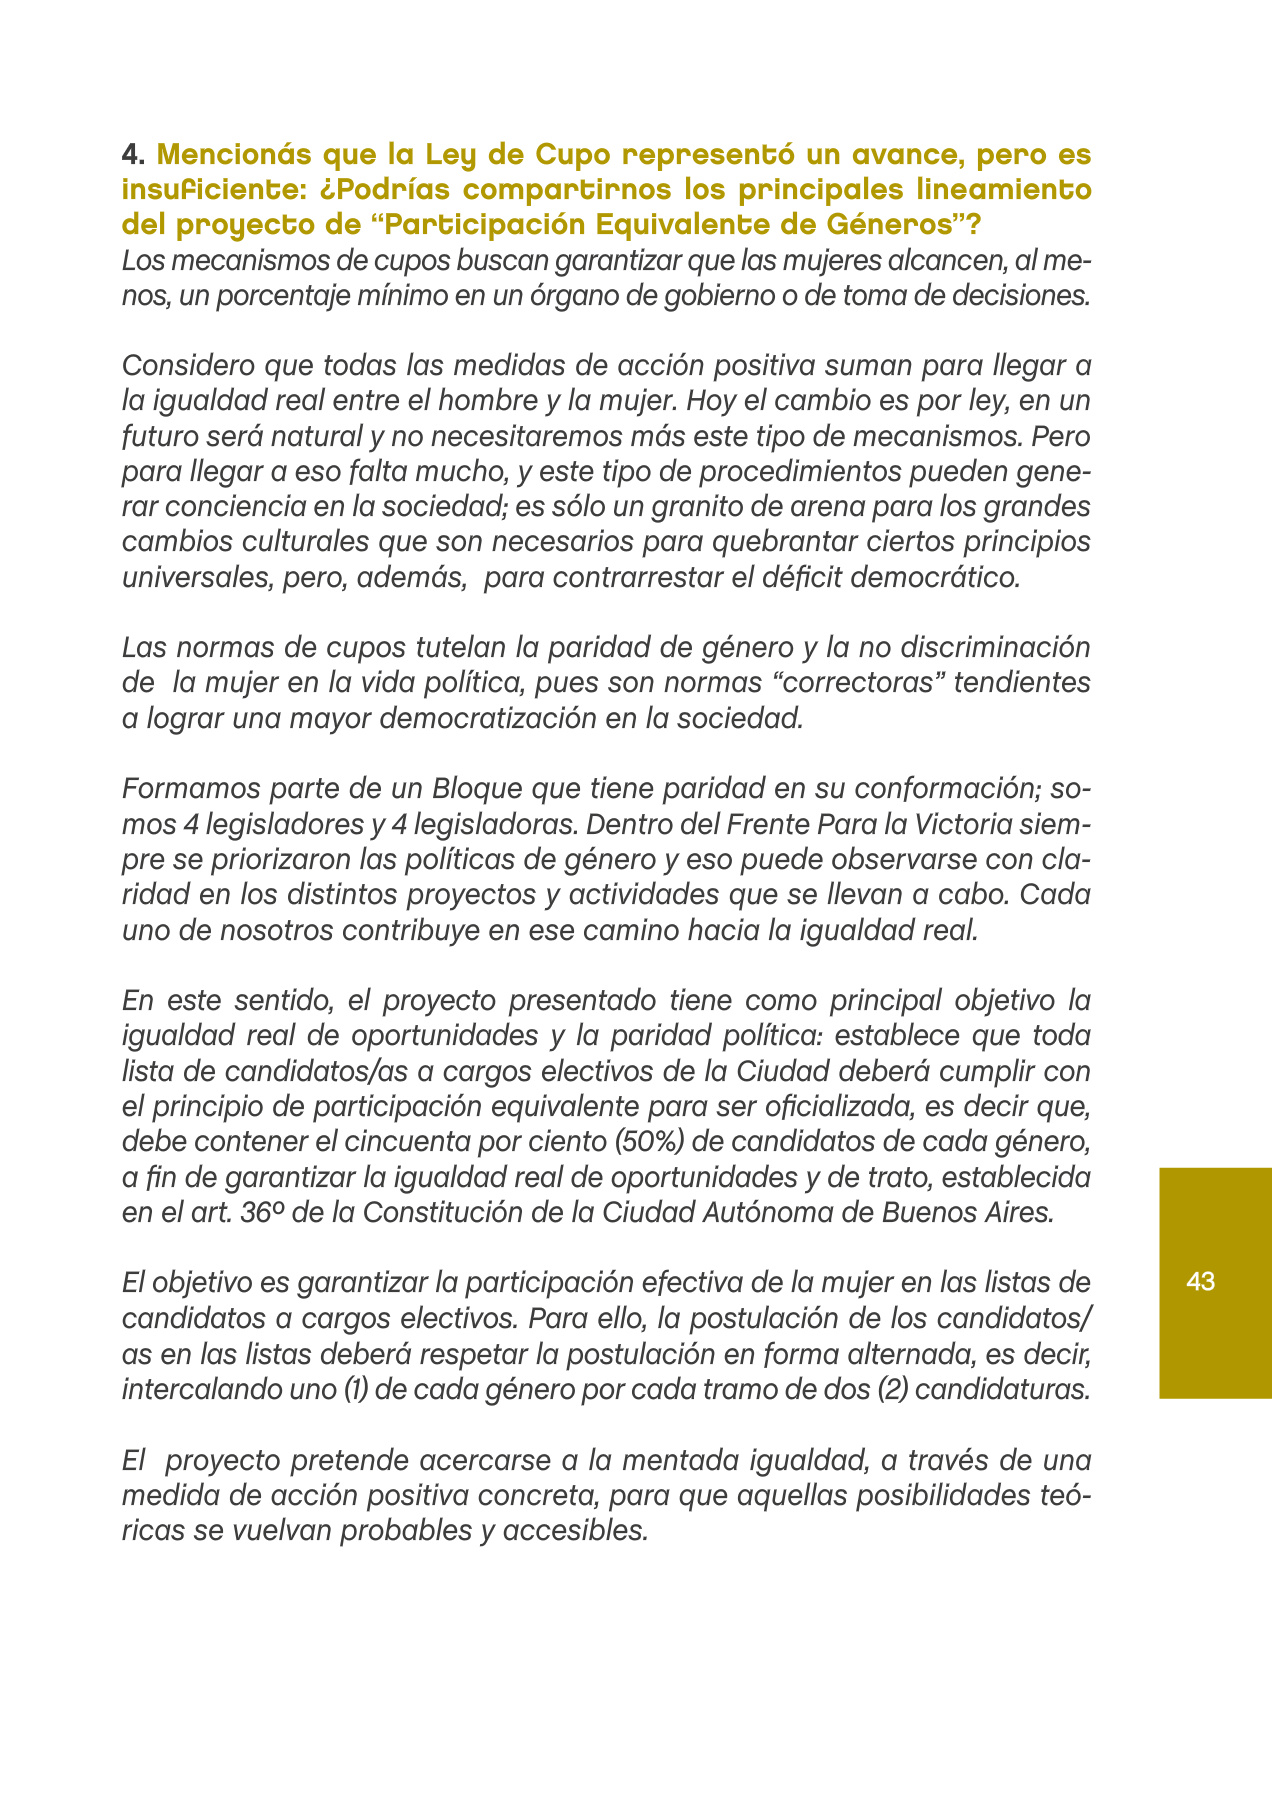 4. Mencionás que la Ley de Cupo representó un avance, pero es
insuficiente: ¿Podrías compartirnos los principales lineamiento
del proyecto de “Participación Equivalente de Géneros”?
Los mecanismos de cupos buscan garantizar que las mujeres alcancen, al me-
nos, un porcentaje mínimo en un órgano de gobierno o de toma de decisiones.
Considero que todas las medidas de acción positiva suman para llegar a
la igualdad real entre el hombre y la mujer. Hoy el cambio es por ley, en un
futuro será natural y no necesitaremos más este tipo de mecanismos. Pero
para llegar a eso falta mucho, y este tipo de procedimientos pueden gene-
rar conciencia en la sociedad; es sólo un granito de arena para los grandes
cambios culturales que son necesarios para quebrantar ciertos principios
universales, pero, además,  para contrarrestar el déficit democrático.
Las normas de cupos tutelan la paridad de género y la no discriminación
de  la mujer en la vida política, pues son normas “correctoras” tendientes
a lograr una mayor democratización en la sociedad.
Formamos parte de un Bloque que tiene paridad en su conformación; so-
mos 4 legisladores y 4 legisladoras. Dentro del Frente Para la Victoria siem-
pre se priorizaron las políticas de género y eso puede observarse con cla-
ridad en los distintos proyectos y actividades que se llevan a cabo. Cada
uno de nosotros contribuye en ese camino hacia la igualdad real.
En este sentido, el proyecto presentado tiene como principal objetivo la
igualdad real de oportunidades y la paridad política: establece que toda
lista de candidatos/as a cargos electivos de la Ciudad deberá cumplir con
el principio de participación equivalente para ser oficializada, es decir que,
debe contener el cincuenta por ciento (50%) de candidatos de cada género,
a fin de garantizar la igualdad real de oportunidades y de trato, establecida
en el art. 36º de la Constitución de la Ciudad Autónoma de Buenos Aires.
El objetivo es garantizar la participación efectiva de la mujer en las listas de
candidatos a cargos electivos. Para ello, la postulación de los candidatos/
as en las listas deberá respetar la postulación en forma alternada, es decir,
intercalando uno (1) de cada género por cada tramo de dos (2) candidaturas.
El  proyecto pretende acercarse a la mentada igualdad, a través de una
medida de acción positiva concreta, para que aquellas posibilidades teó-
ricas se vuelvan probables y accesibles.
43